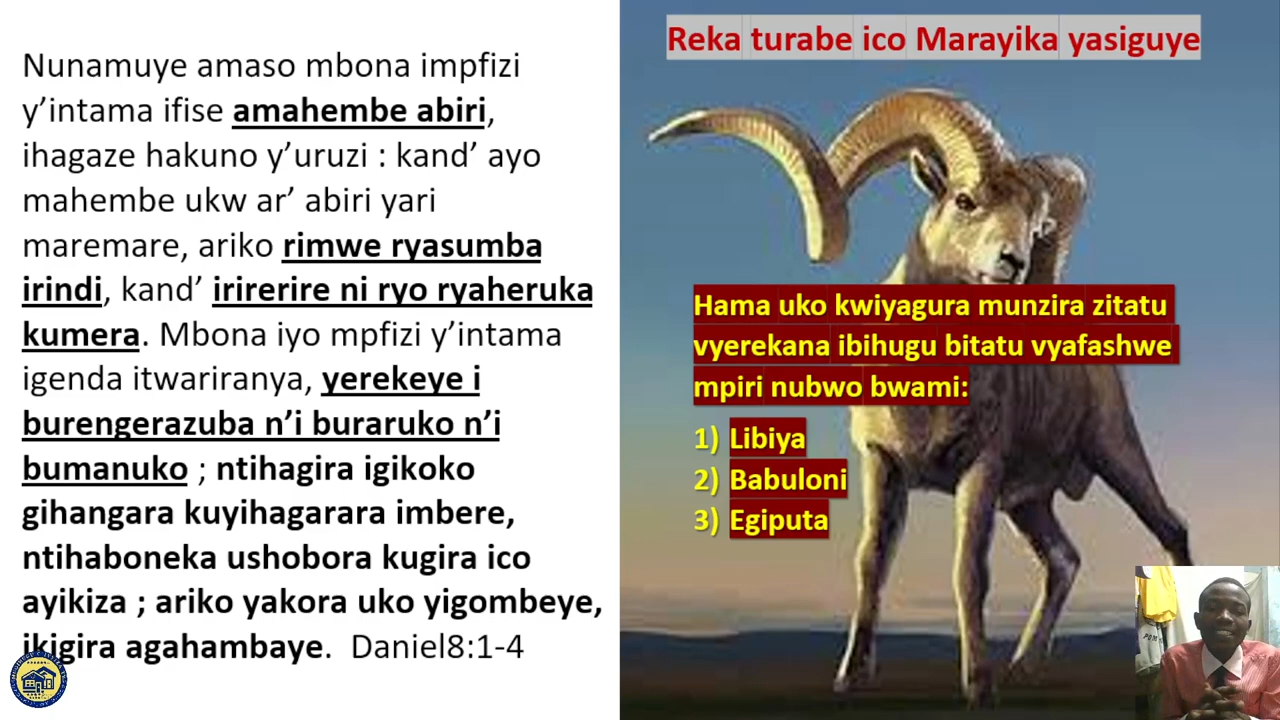 Nunamuye amaso mbona impfizi
y’intama ifise amahembe abiri,
ihagaze hakuno y’uruzi : kand’ ayo
mahembe ukw ar’ abiri yari
maremare, ariko rimwe ryasumba
irindi, kand’ irirerire ni ryo ryaheruka
kumera. Mbona iyo mpfizi y’intama
igenda itwariranya, yerekeye i
burengerazuba n’i buraruko n’i
bumanuko ; ntihagira igikoko
gihangara kuyihagarara imbere,
ntihaboneka ushobora kugira ico
ayikiza ; ariko yakora uko yigombeye,
ikigira agahambaye. Daniel8:1-4
Reka turabe ico Marayika yasiguye
Hama uko kwiyagura munzira zitatu
vyerekana ibihugu bitatu vyafashwe
mpiri nubwo bwami:
1) Libiya
2) Babuloni
3) Egiputa